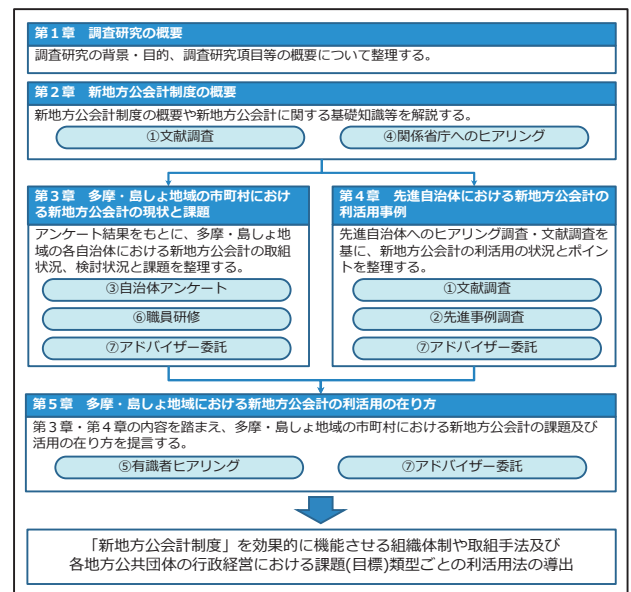 第1章 調査研究の概要
調査研究の背景・目的、調査研究項目等の概要について整理する。
第2章 新地方公会計制度の概要
新地方公会計制度の概要や新地方公会計に関する基礎知識等を解説する。
①文献調査
④関係省庁へのヒアリング
第3章 多摩・島しょ地域の市町村におけ
る新地方公会計の現状と課題
アンケート結果をもとに、多摩・島しょ地
域の各自治体における新地方公会計の取組
状況、検討状況と課題を整理する。
③自治体アンケート
⑥職員研修
⑦アドバイザー委託
第4章 先進自治体における新地方公会計の
利活用事例
先進自治体へのヒアリング調査・文献調査を
基に、新地方公会計の利活用の状況とポイン
トを整理する。
①文献調査
②先進事例調査
⑦アドバイザー委託
第5章 多摩・島しょ地域における新地方公会計の利活用の在り方
第3章・第4章の内容を踏まえ、多摩・島しょ地域の市町村における新地方公会計の課題及び
活用の在り方を提言する。
⑤有識者ヒアリング
⑦アドバイザー委託
「新地方公会計制度」を効果的に機能させる組織体制や取組手法及び
各地方公共団体の行政経営における課題(目標)類型ごとの利活用法の導出